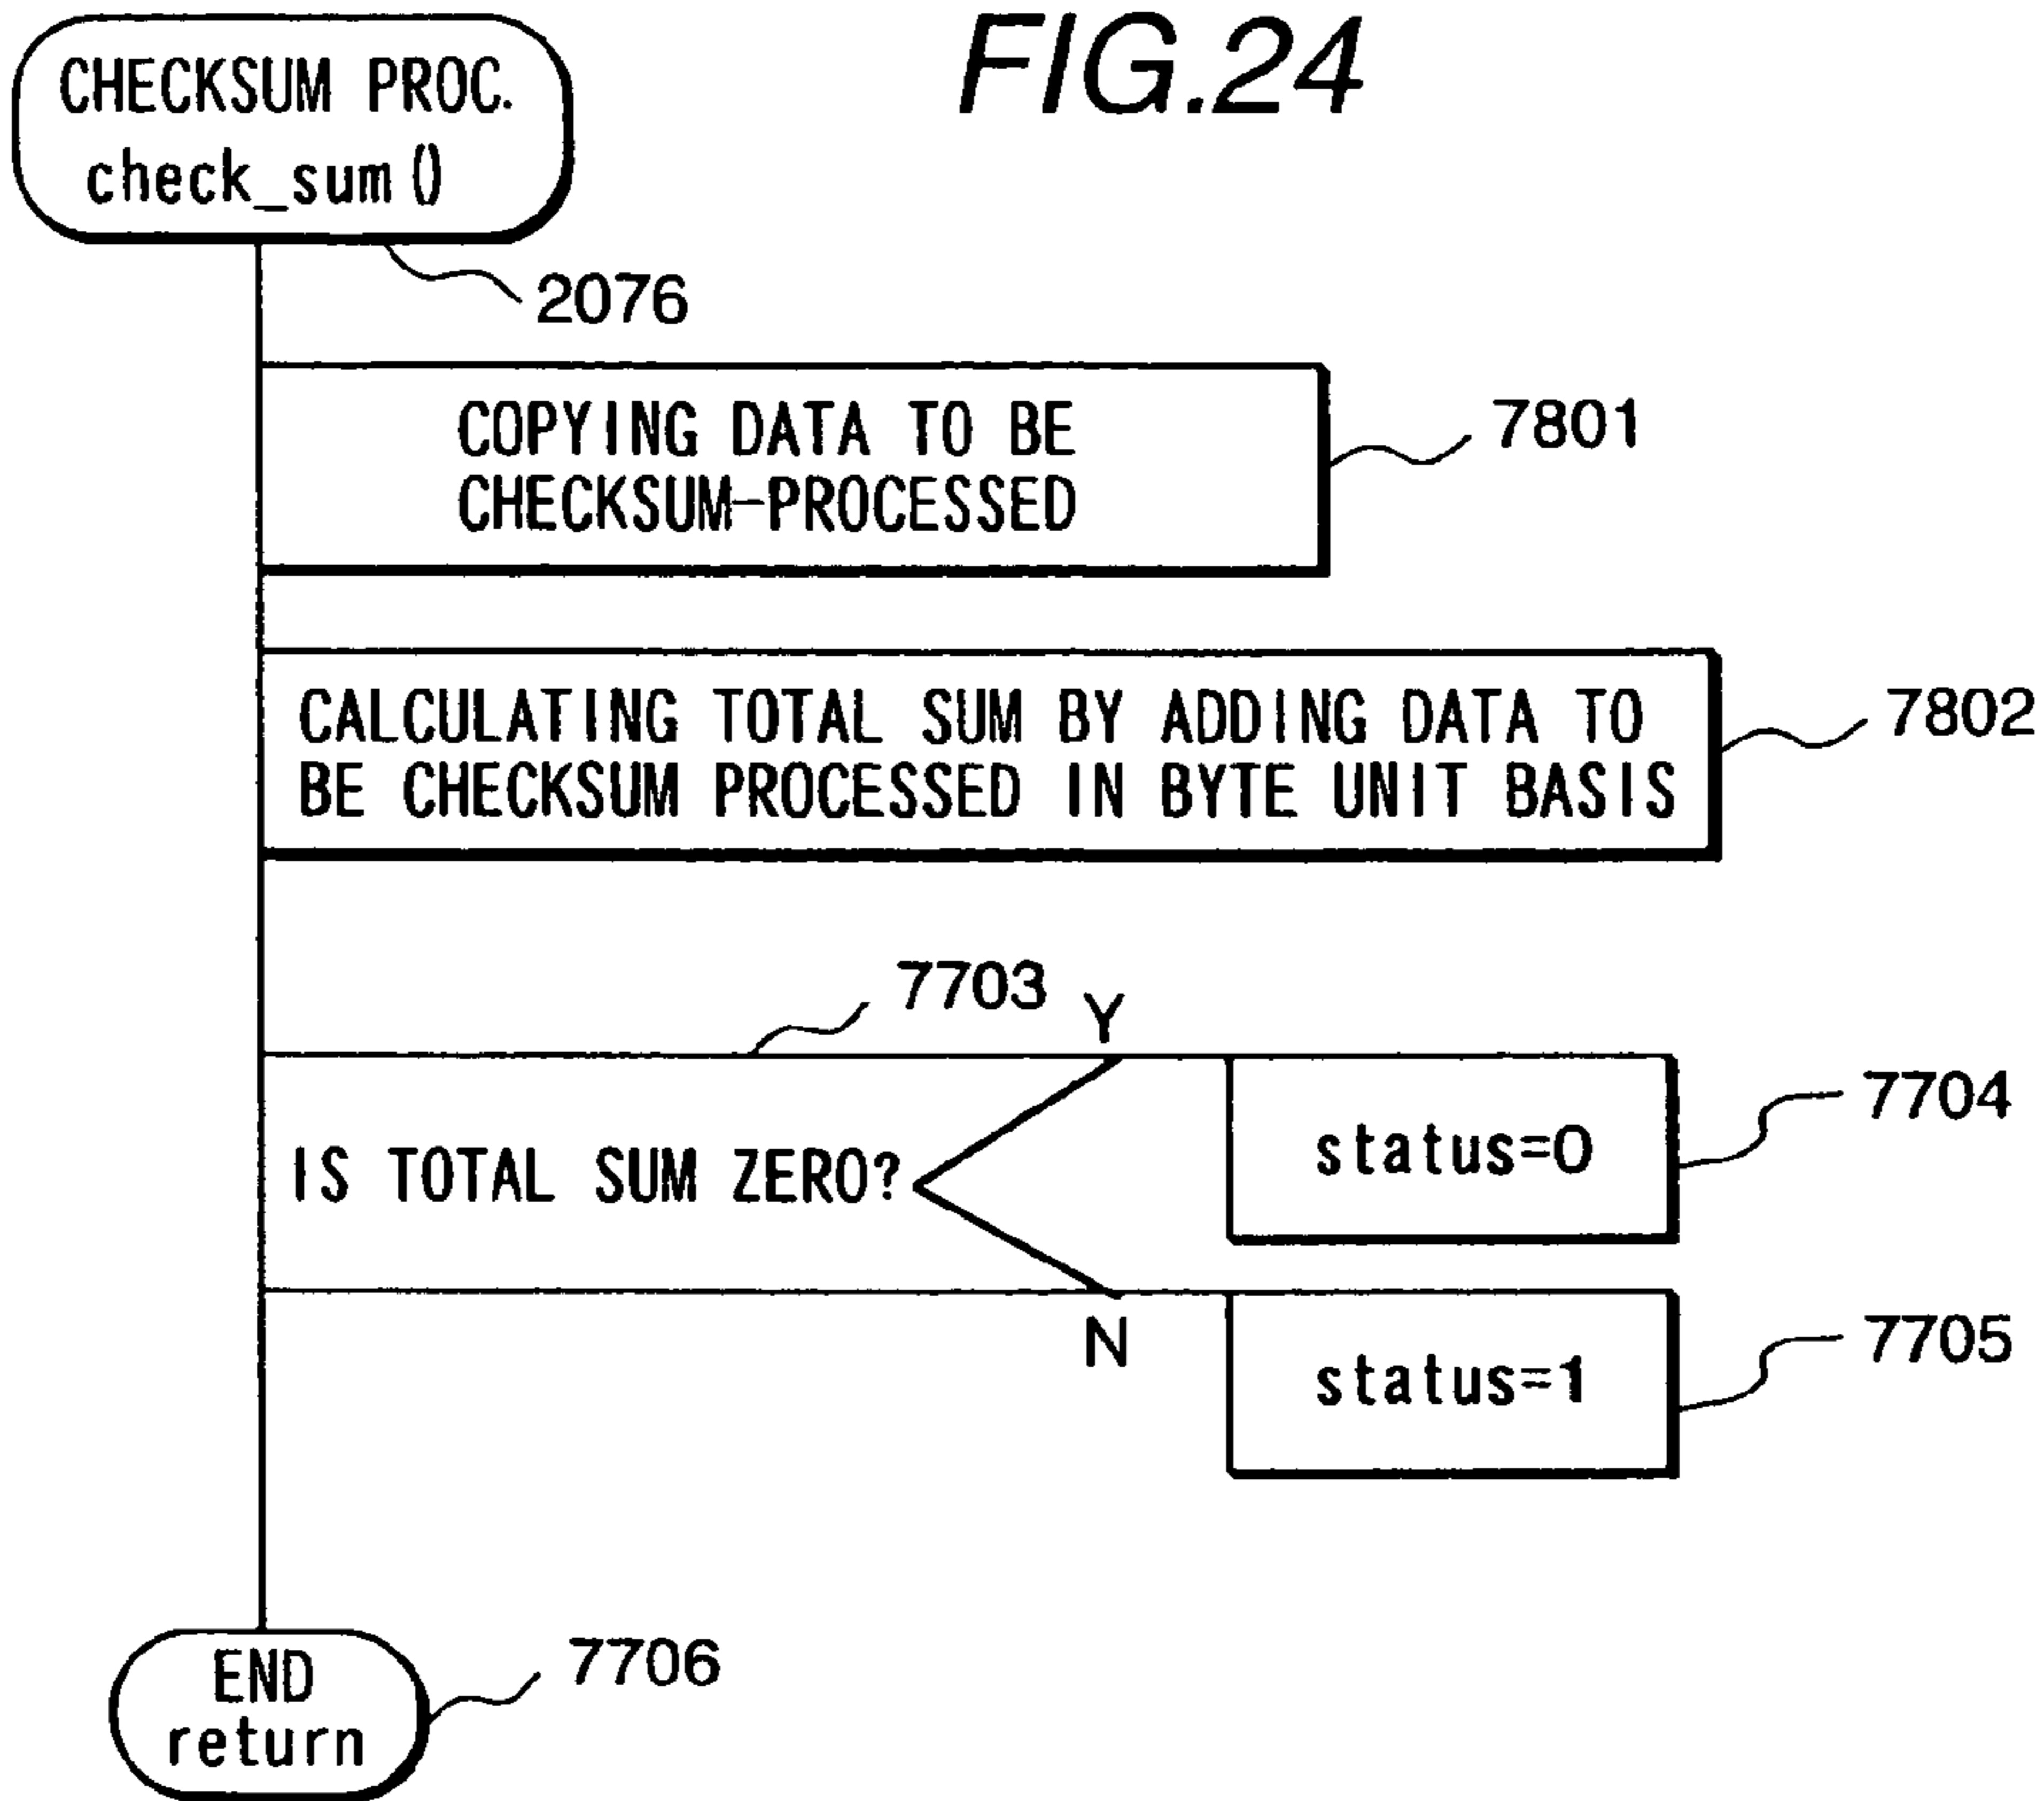 FIG.24
CHECKSUM PROC.
check_sum()
2076
COPYING DATA TO BE
CHECKSUM-PROCESSED
7801
CALCULATING TOTAL SUM BY ADDING DATA TO
BE CHECKSUM PROCESSED IN BYTE UNIT BASIS
7802
7703
Y
IS TOTAL SUM ZERO?
status=0
7704
N
status=1
7705
END
return
7706